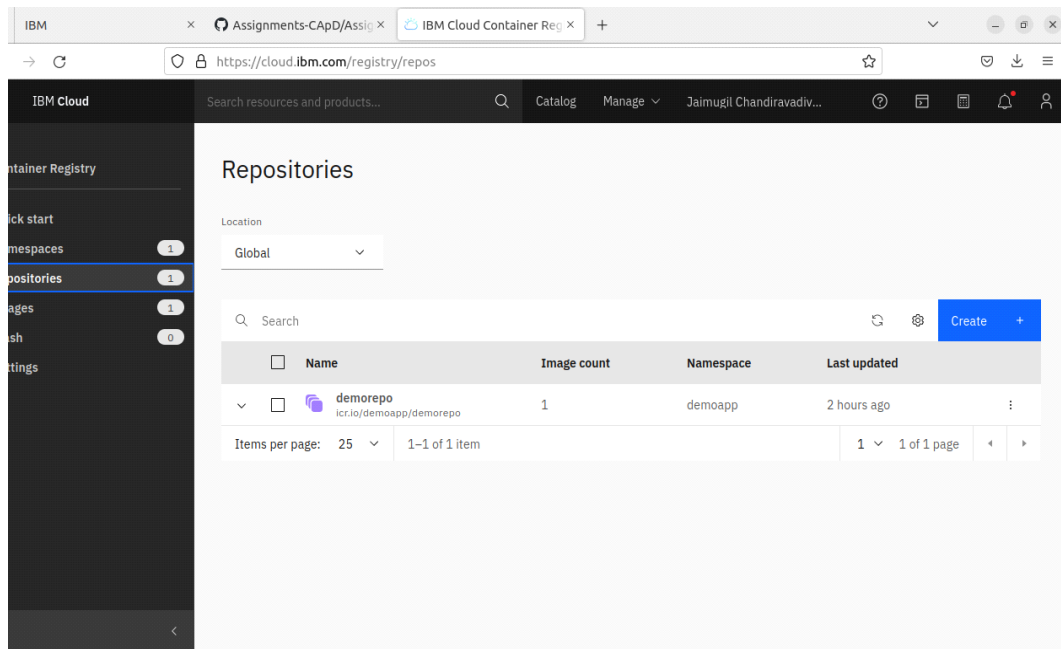 IBM
Assignments-CApD/Assig
IBM Cloud Container Reg
https://cloud.ibm.com/registry/repos
IBM Cloud
Search resources and products...
Catalog
Manage
Jaimugil Chandiravadiv...
ntainer Registry
ick start
mespaces 1
positories 1
ages 1
ash 0
ttings
Repositories
Location
Global
Search
Create +
Name Image count Namespace Last updated
demorepo 1 demoapp 2 hours ago
icr.io/demoapp/demorepo
Items per page: 25 1–1 of 1 item 1 1 of 1 page